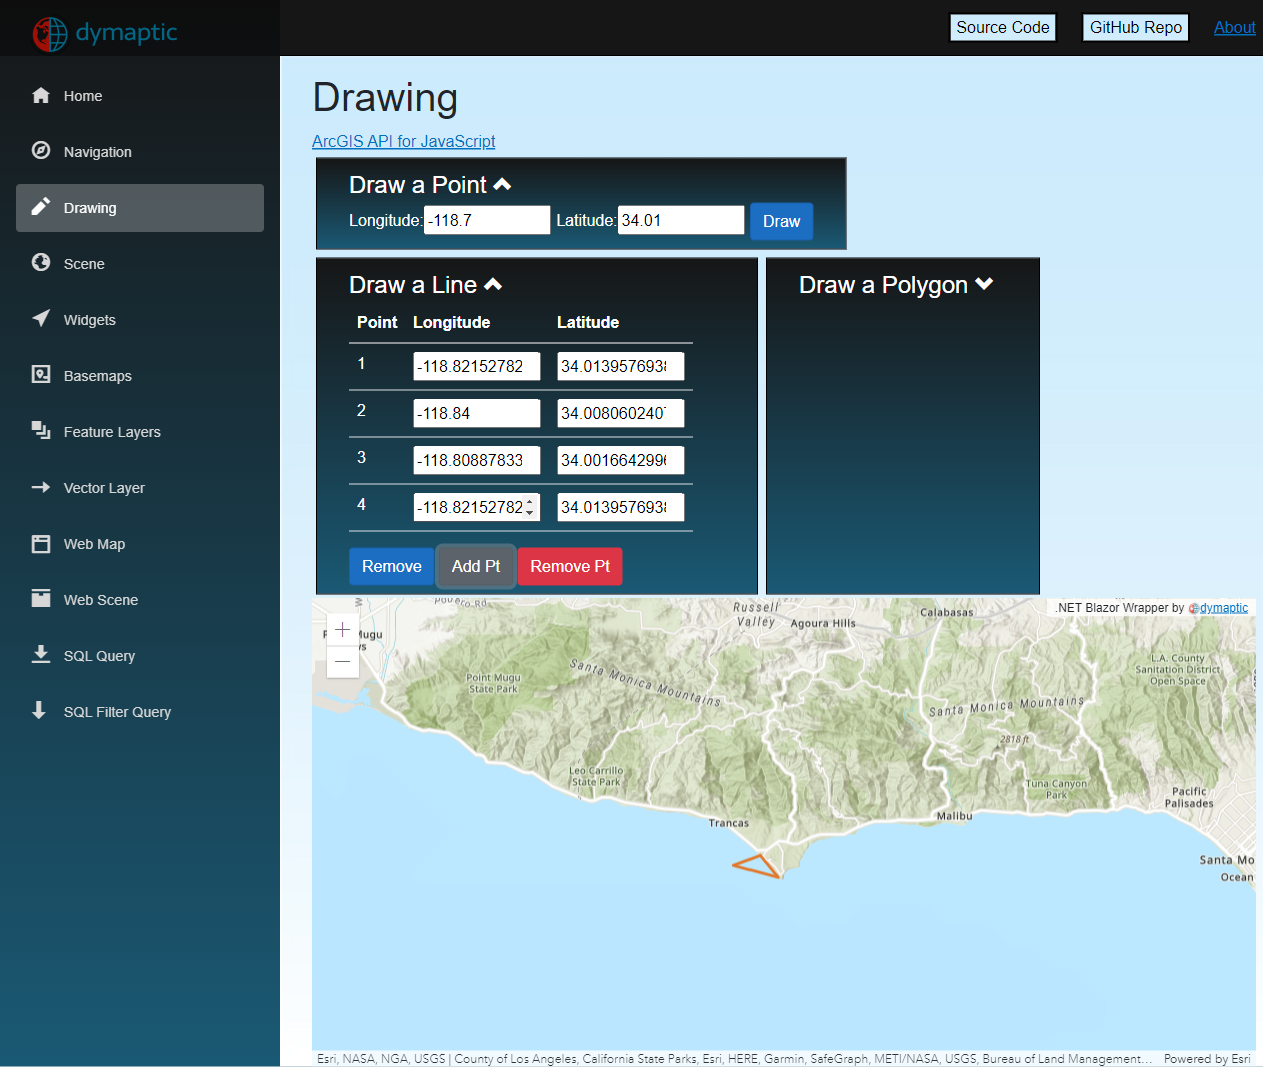 dymaptic
Source Code
GitHub Repo
About
Home
Navigation
Drawing
Scene
Widgets
Basemaps
Feature Layers
Vector Layer
Web Map
Web Scene
SQL Query
SQL Filter Query
Drawing
ArcGIS API for JavaScript
Draw a Point
Longitude: -118.7 Latitude: 34.01 Draw
Draw a Line
Point Longitude Latitude
1 -118.82152782 34.013957693
2 -118.84 34.00806024
3 -118.80887833 34.001664299
4 -118.82152782 34.013957693
Remove Add Pt Remove Pt
Draw a Polygon
.NET Blazor Wrapper by dymaptic
+
−
Mugu
Rd
Russell
Valley
Agoura Hills
Calabasas
L.A. County
Sanitation District
Open Space
Point Mugu
State Park
Santa Monica Mountains
Santa Monica Mountains
2818 ft
Leo Carrillo
State Park
Tuna Canyon
Park
Pacific
Palisades
Trancas
Malibu
Santa Mo
Ocean
Esri, NASA, NGA, USGS | County of Los Angeles, California State Parks, Esri, HERE, Garmin, SafeGraph, METI/NASA, USGS, Bureau of Land Management...
Powered by Esri